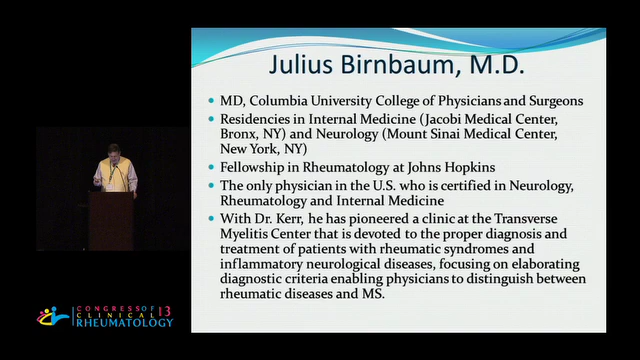 Julius Birnbaum, M.D.
• MD, Columbia University College of Physicians and Surgeons
• Residencies in Internal Medicine (Jacobi Medical Center,
Bronx, NY) and Neurology (Mount Sinai Medical Center,
New York, NY)
• Fellowship in Rheumatology at Johns Hopkins
• The only physician in the U.S. who is certified in Neurology,
Rheumatology and Internal Medicine
• With Dr. Kerr, he has pioneered a clinic at the Transverse
Myelitis Center that is devoted to the proper diagnosis and
treatment of patients with rheumatic syndromes and
inflammatory neurological diseases, focusing on elaborating
diagnostic criteria enabling physicians to distinguish between
rheumatic diseases and MS.
CONGRESS OF 13
CLINICAL
RHEUMATOLOGY